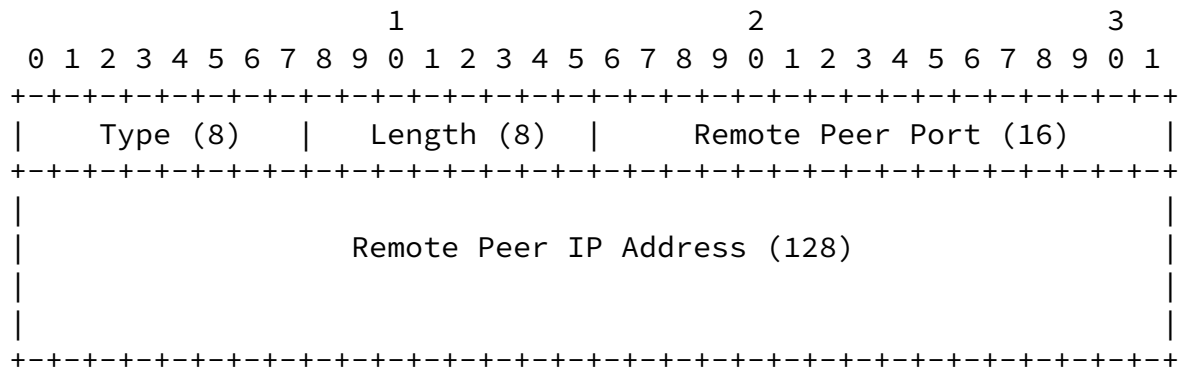 1                   2                   3
 0 1 2 3 4 5 6 7 8 9 0 1 2 3 4 5 6 7 8 9 0 1 2 3 4 5 6 7 8 9 0 1
+-+-+-+-+-+-+-+-+-+-+-+-+-+-+-+-+-+-+-+-+-+-+-+-+-+-+-+-+-+-+-+-+
|    Type (8)   |   Length (8)  |     Remote Peer Port (16)     |
+-+-+-+-+-+-+-+-+-+-+-+-+-+-+-+-+-+-+-+-+-+-+-+-+-+-+-+-+-+-+-+-+
|                                                               |
|                  Remote Peer IP Address (128)                 |
|                                                               |
|                                                               |
+-+-+-+-+-+-+-+-+-+-+-+-+-+-+-+-+-+-+-+-+-+-+-+-+-+-+-+-+-+-+-+-+